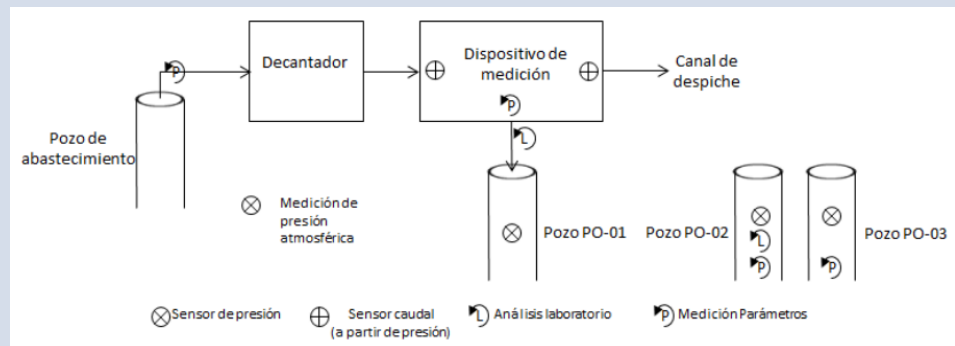 Decantador
Dispositivo de
medición
Canal de
despiche
P
P
L
Pozo de
abastecimiento
Medición de
presión
atmosférica
Pozo PO-01
Pozo PO-02
L
P
P
Pozo PO-03
Sensor de presión
Sensor caudal
(a partir de presión)
L
Análisis laboratorio
P
Medición Parámetros